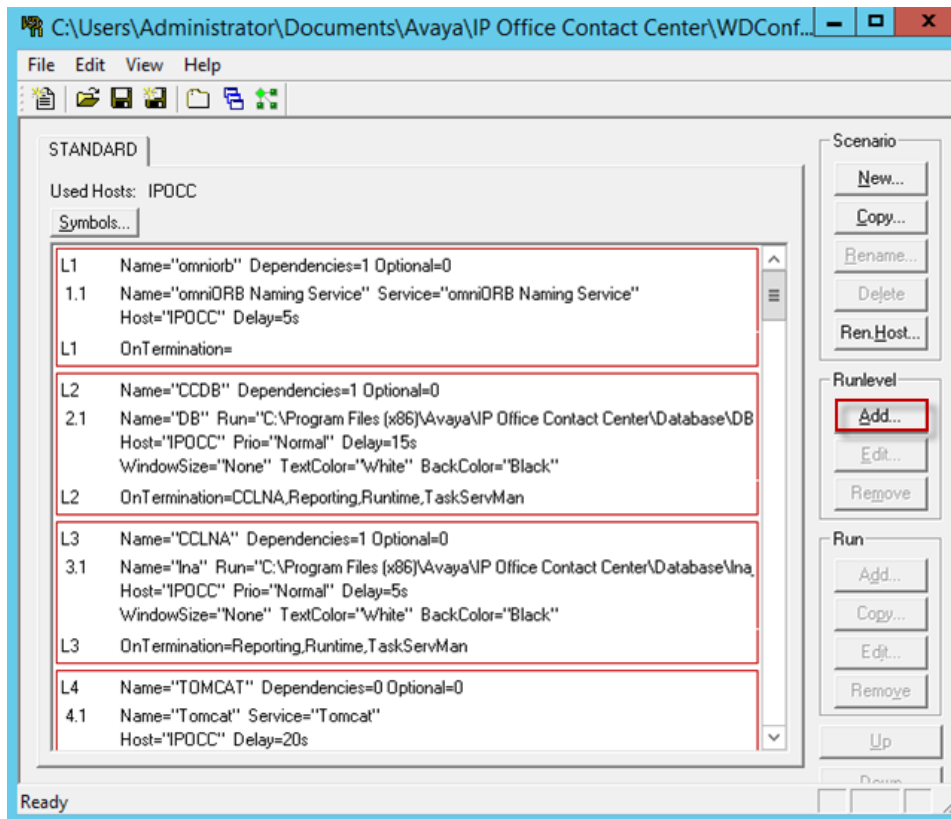 C:\Users\Administrator\Documents\Avaya\IP Office Contact Center\WDConf...
File Edit View Help
STANDARD
Used Hosts: IPOCC
Symbols...
L1 Name="omniorb" Dependencies=1 Optional=0
1.1 Name="omniORB Naming Service" Service="omniORB Naming Service"
Host="IPOCC" Delay=5s
L1 OnTermination=
L2 Name="CCDB" Dependencies=1 Optional=0
2.1 Name="DB" Run="C:\Program Files (x86)\Avaya\IP Office Contact Center\Database\DB
Host="IPOCC" Prio="Normal" Delay=15s
WindowSize="None" TextColor="White" BackColor="Black"
L2 OnTermination=CCLNA,Reporting,Runtime,TaskServMan
L3 Name="CCLNA" Dependencies=1 Optional=0
3.1 Name="lna" Run="C:\Program Files (x86)\Avaya\IP Office Contact Center\Database\lna_
Host="IPOCC" Prio="Normal" Delay=5s
WindowSize="None" TextColor="White" BackColor="Black"
L3 OnTermination=Reporting,Runtime,TaskServMan
L4 Name="TOMCAT" Dependencies=0 Optional=0
4.1 Name="Tomcat" Service="Tomcat"
Host="IPOCC" Delay=20s
Scenario
New...
Copy...
Rename...
Delete
Ren.Host...
Runlevel
Add...
Edit...
Remove
Run
Add...
Copy...
Edit...
Remove
Up
Down
Ready